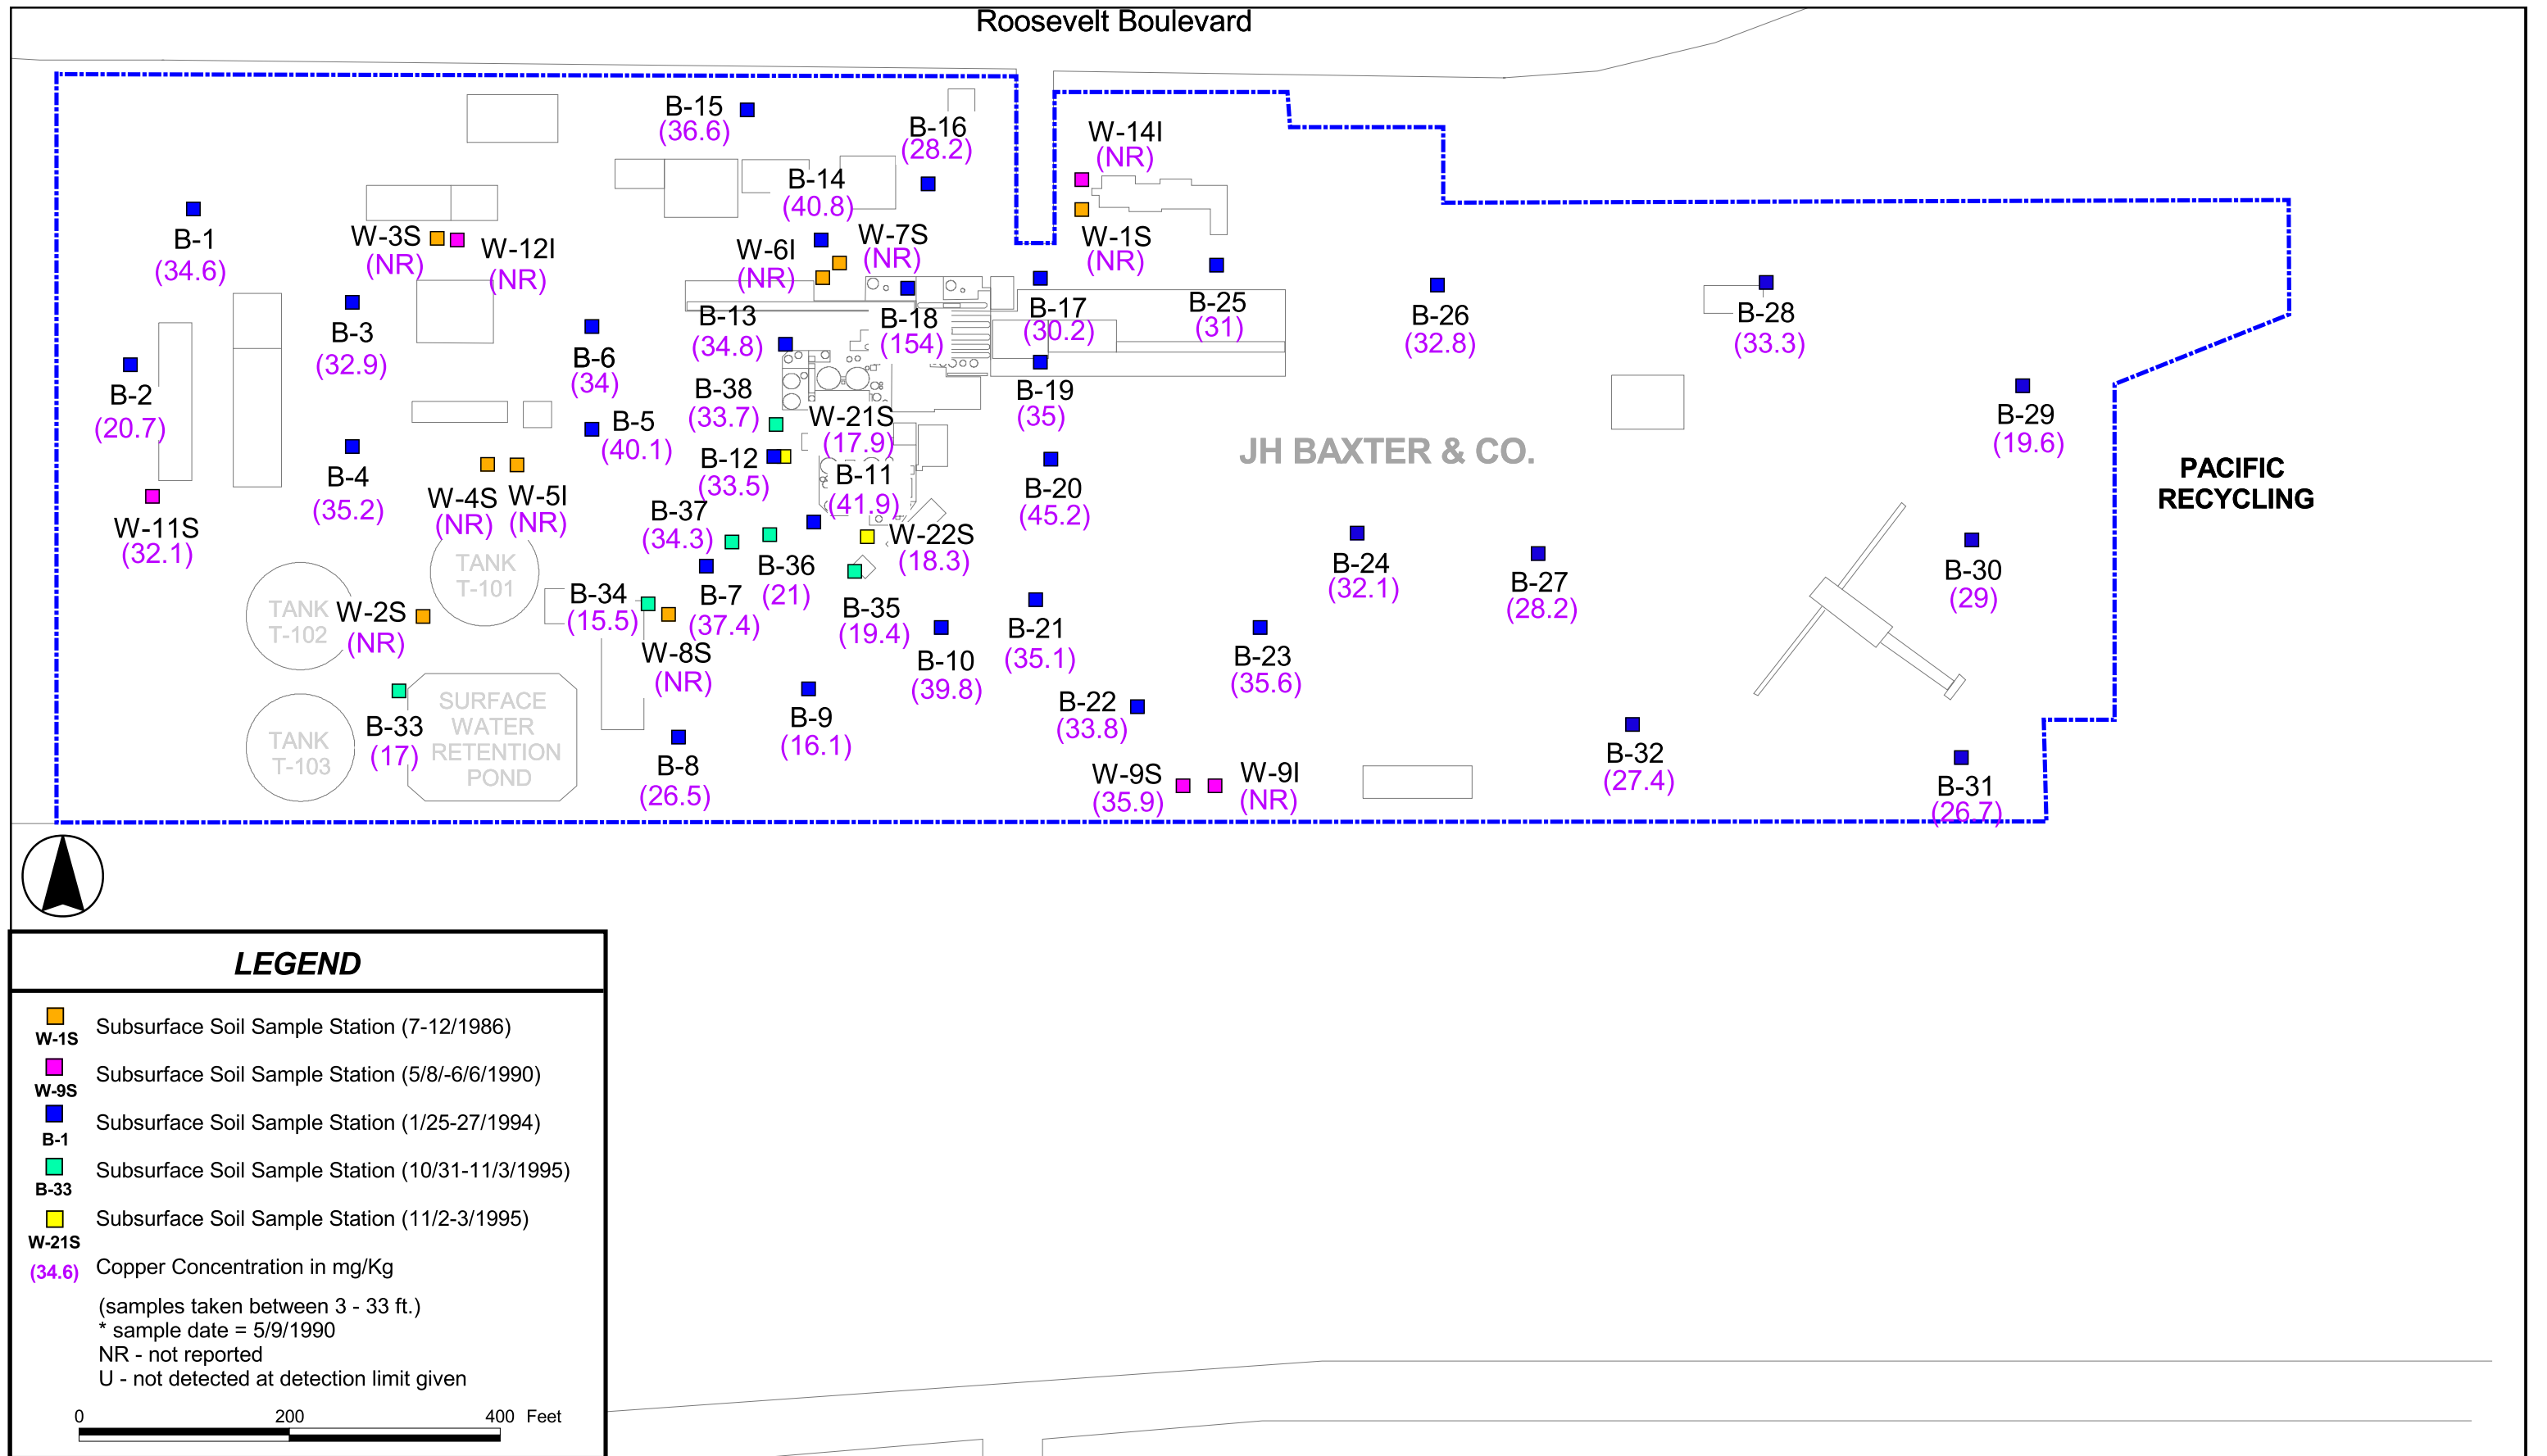 Roosevelt Boulevard
B-15
(36.6)
B-16
(28.2)
W-14I
(NR)
B-14
(40.8)
B-1
(34.6)
W-3S
(NR)
W-12I
(NR)
W-6I
(NR)
W-7S
(NR)
W-1S
(NR)
B-3
(32.9)
B-6
(34)
B-13
(34.8)
B-18
(154)
B-17
(30.2)
B-25
(31)
B-26
(32.8)
B-28
(33.3)
B-2
(20.7)
B-38
(33.7)
W-21S
(17.9)
B-19
(35)
B-29
(19.6)
B-5
(40.1)
JH BAXTER & CO.
B-4
(35.2)
B-12
(33.5)
B-11
(41.9)
B-20
(45.2)
PACIFIC
RECYCLING
W-11S
(32.1)
W-4S
(NR)
W-5I
(NR)
B-37
(34.3)
W-22S
(18.3)
TANK
T-101
B-36
(21)
B-24
(32.1)
B-27
(28.2)
B-30
(29)
TANK
T-102
W-2S
(NR)
B-34
(15.5)
B-7
(37.4)
B-35
(19.4)
B-21
(35.1)
W-8S
(NR)
B-10
(39.8)
B-23
(35.6)
B-33
(17)
SURFACE
WATER
RETENTION
POND
TANK
T-103
B-9
(16.1)
B-22
(33.8)
B-8
(26.5)
W-9S
(35.9)
W-9I
(NR)
B-32
(27.4)
B-31
(26.7)
LEGEND
W-1S Subsurface Soil Sample Station (7-12/1986)
W-9S Subsurface Soil Sample Station (5/8/-6/6/1990)
B-1 Subsurface Soil Sample Station (1/25-27/1994)
B-33 Subsurface Soil Sample Station (10/31-11/3/1995)
W-21S Subsurface Soil Sample Station (11/2-3/1995)
(34.6) Copper Concentration in mg/Kg
(samples taken between 3 - 33 ft.)
* sample date = 5/9/1990
NR - not reported
U - not detected at detection limit given
0 200 400 Feet